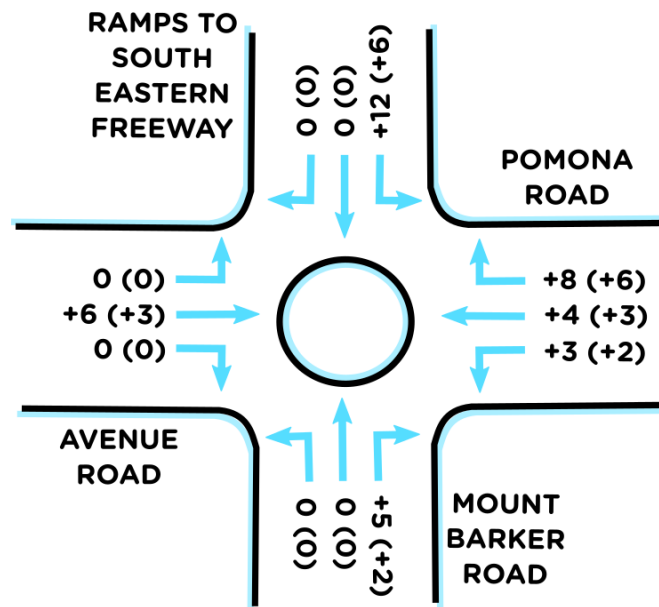 RAMPS TO
SOUTH
EASTERN
FREEWAY
0 (0)
0 (0)
+12 (+6)
POMONA
ROAD
0 (0)
+6 (+3)
0 (0)
+8 (+6)
+4 (+3)
+3 (+2)
AVENUE
ROAD
0 (0)
0 (0)
+5 (+2)
MOUNT
BARKER
ROAD